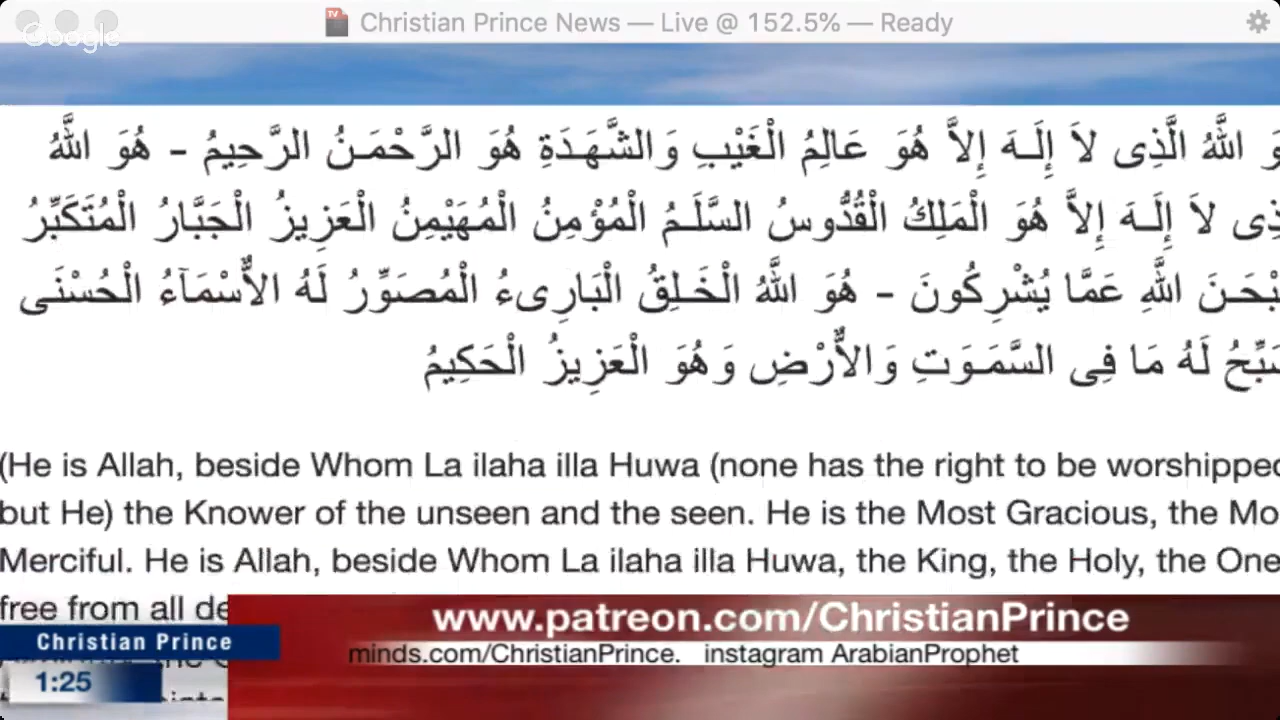 Christian Prince News — Live @ 152.5% — Ready
Google
اللَّهُ الَّذِى لاَ إِلَـهَ إِلاَّ هُوَ عَالِمُ الْغَيْبِ وَالشَّهَـدَةِ هُوَ الرَّحْمَـنُ الرَّحِيمُ - هُوَ اللَّهُ
لاَ إِلَـهَ إِلاَّ هُوَ الْمَلِكُ الْقُدُّوسُ السَّلَـمُ الْمُؤْمِنُ الْمُهَيْمِنُ الْعَزِيزُ الْجَبَّارُ الْمُتَكَبِّرُ
اللَّهِ عَمَّا يُشْرِكُونَ - هُوَ اللَّهُ الْخَـلِقُ الْبَارِىءُ الْمُصَوِّرُ لَهُ الاٌّسْمَآءُ الْحُسْنَـى
لَهُ مَا فِى السَّمَـوَتِ وَالاٌّرْضِ وَهُوَ الْعَزِيزُ الْحَكِيمُ
(He is Allah, beside Whom La ilaha illa Huwa (none has the right to be worshipped
but He) the Knower of the unseen and the seen. He is the Most Gracious, the Mo
Merciful. He is Allah, beside Whom La ilaha illa Huwa, the King, the Holy, the One
free from all de
www.patreon.com/ChristianPrince
Christian Prince
minds.com/ChristianPrince. instagram ArabianProphet
1:25